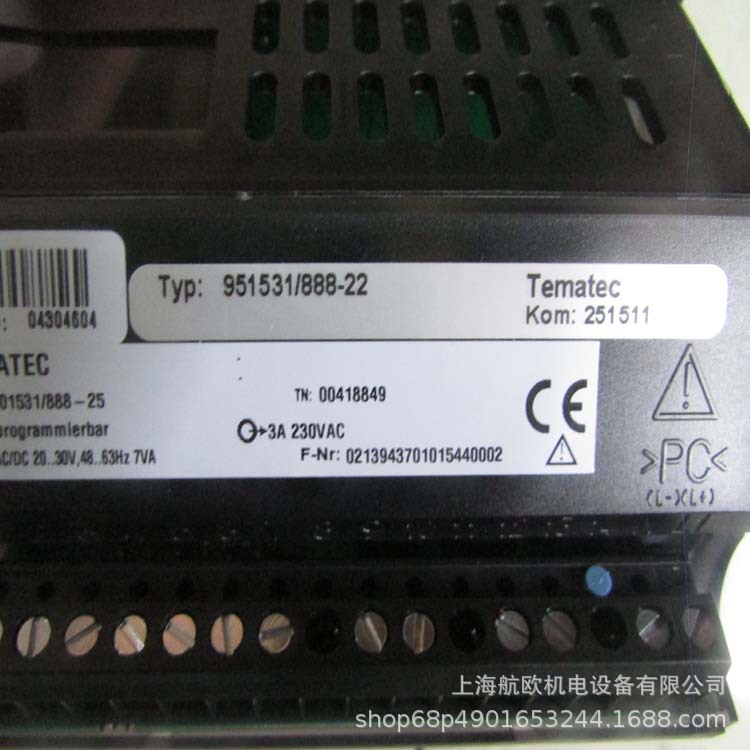 Typ: 951531/888-22 Tematec
Kom: 251511
: 04304604
ATEC
TN: 00418849
01531/888-25
programmierbar
3A 230VAC
AC/DC 20..30V,48..63Hz 7VA
F-Nr: 0213943701015440002
CE
>PC<
(L-)(L+)
上海航欧机电设备有限公司
shop68p4901653244.1688.com